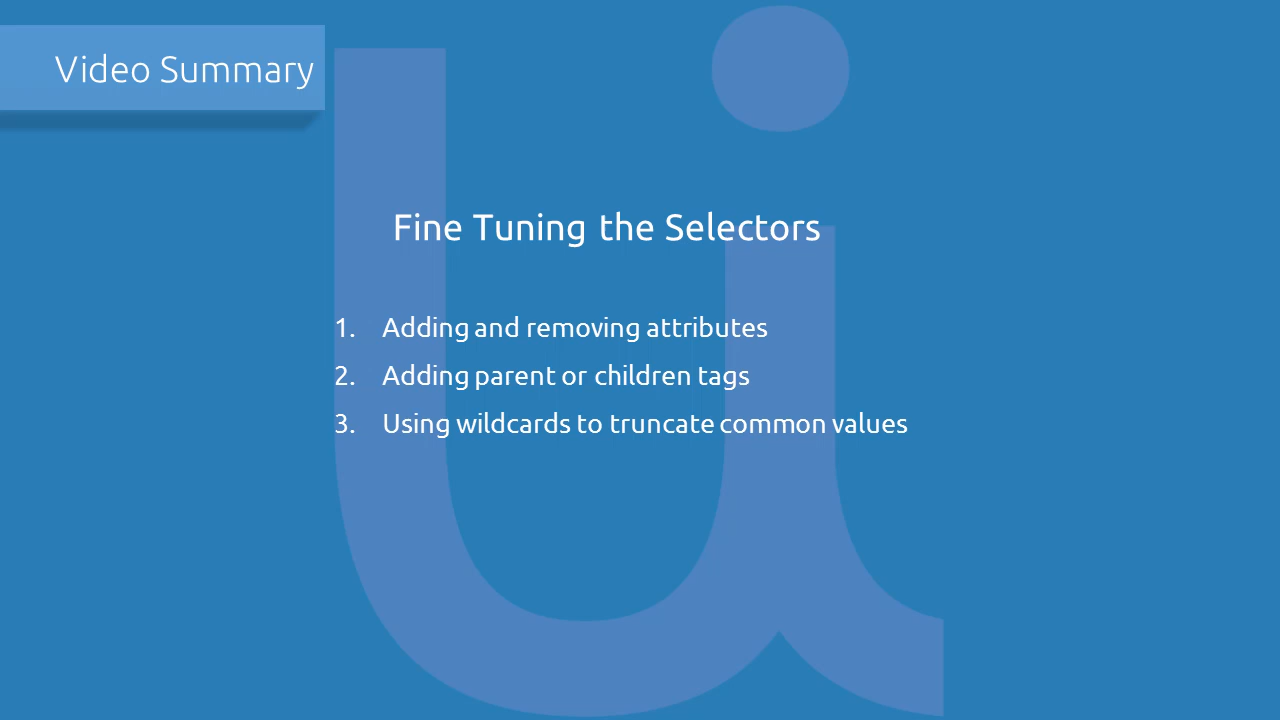 Video Summary
Fine Tuning the Selectors
1. Adding and removing attributes
2. Adding parent or children tags
3. Using wildcards to truncate common values